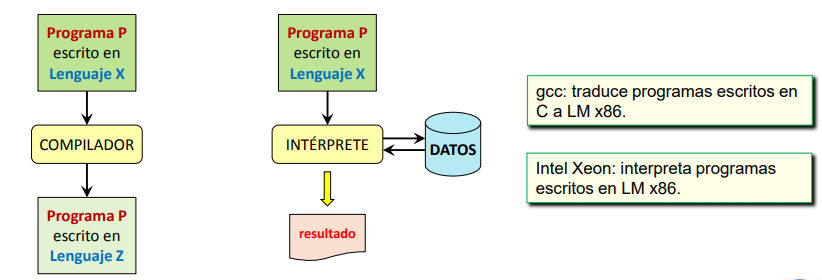 Programa P
escrito en
Lenguaje X
COMPILADOR
Programa P
escrito en
Lenguaje Z
Programa P
escrito en
Lenguaje X
INTÉRPRETE
DATOS
resultado
gcc: traduce programas escritos en
C a LM x86.
Intel Xeon: interpreta programas
escritos en LM x86.